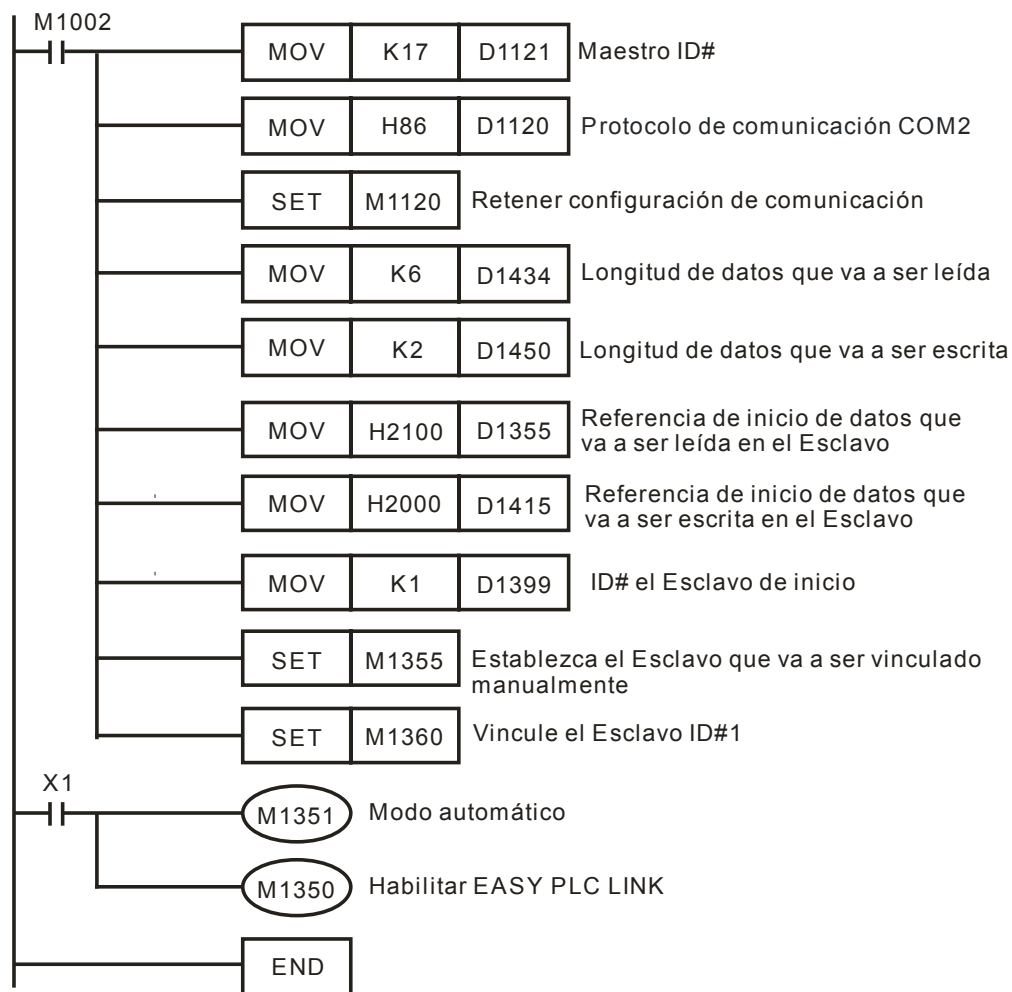 M1002
MOV K17 D1121 Maestro ID#
MOV H86 D1120 Protocolo de comunicación COM2
SET M1120 Retener configuración de comunicación
MOV K6 D1434 Longitud de datos que va a ser leída
MOV K2 D1450 Longitud de datos que va a ser escrita
MOV H2100 D1355 Referencia de inicio de datos que
va a ser leída en el Esclavo
MOV H2000 D1415 Referencia de inicio de datos que
va a ser escrita en el Esclavo
MOV K1 D1399 ID# el Esclavo de inicio
SET M1355 Establezca el Esclavo que va a ser vinculado
manualmente
SET M1360 Vincule el Esclavo ID#1
X1
M1351 Modo automático
M1350 Habilitar EASY PLC LINK
END